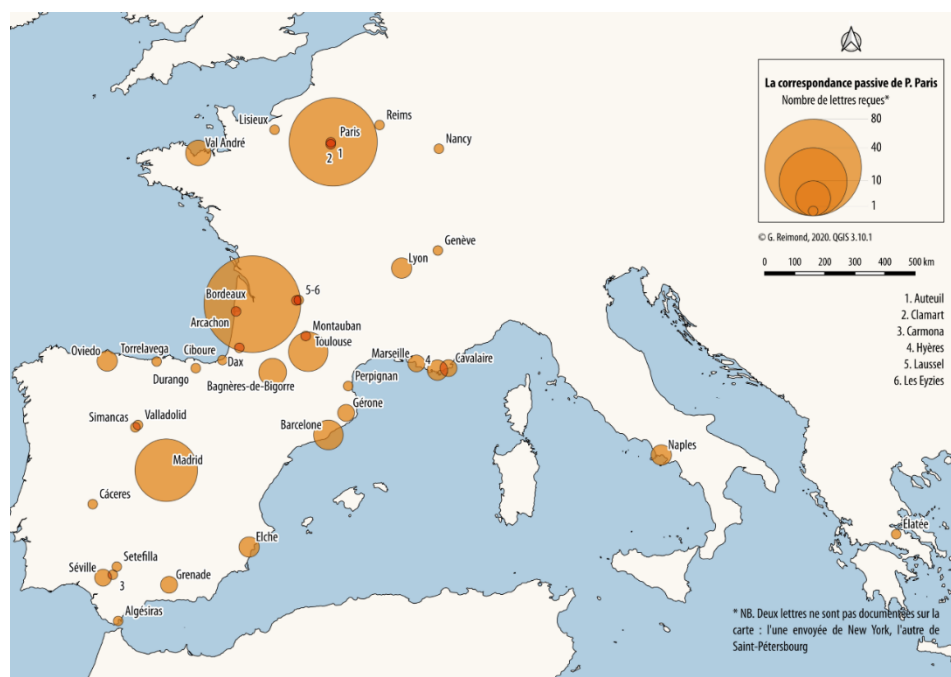 La correspondance passive de P. Paris
Nombre de lettres reçues*
80
40
10
1
© G. Reimond, 2020. QGIS 3.10.1
0 100 200 300 400 500 km
1. Auteuil
2. Clamart
3. Carmona
4. Hyères
5. Laussel
6. Les Eyzies
Lisieux
Reims
Paris
Val André
2
1
Nancy
Genève
Lyon
Bordeaux
5-6
Arcachon
Montauban
Toulouse
Oviedo
Torrelavega
Ciboure
Dax
Marseille
4
Cavalaire
Durango
Bagnères-de-Bigorre
Perpignan
Gérone
Simancas
Valladolid
Barcelone
Madrid
Naples
Cáceres
Élatée
Elche
Setefilla
Séville
3
Grenade
Algésiras
* NB. Deux lettres ne sont pas documentées sur la
carte : l'une envoyée de New York, l'autre de
Saint-Pétersbourg